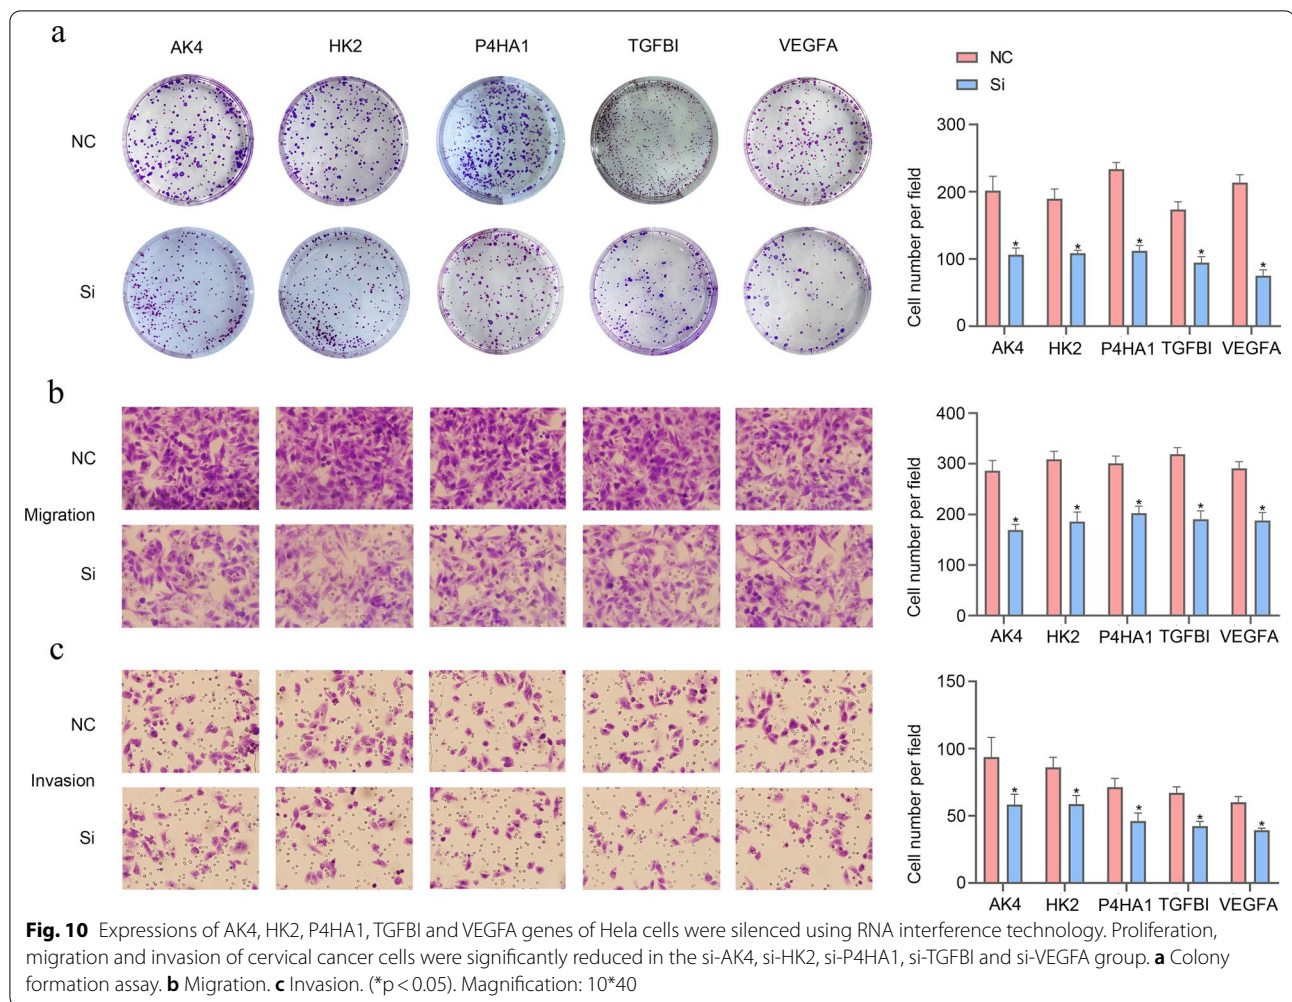 a
AK4 HK2 P4HA1 TGFBI VEGFA
NC
Si
NC
Si
Cell number per field
300
200
100
0
AK4 HK2 P4HA1 TGFBI VEGFA
b
NC
Migration
Si
Cell number per field
400
300
200
100
0
* * * * *
AK4 HK2 P4HA1 TGFBI VEGFA
c
NC
Invasion
Si
Cell number per field
150
100
50
0
* * * * *
AK4 HK2 P4HA1 TGFBI VEGFA
Fig. 10 Expressions of AK4, HK2, P4HA1, TGFBI and VEGFA genes of Hela cells were silenced using RNA interference technology. Proliferation,
migration and invasion of cervical cancer cells were significantly reduced in the si-AK4, si-HK2, si-P4HA1, si-TGFBI and si-VEGFA group. a Colony
formation assay. b Migration. c Invasion. (*p < 0.05). Magnification: 10*40